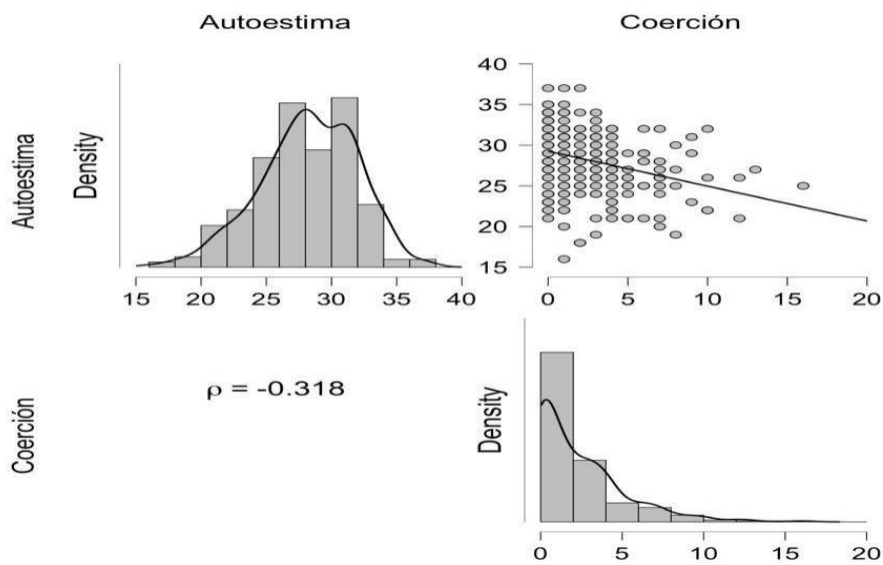 Autoestima
Coerción
Autoestima
Density
15 20 25 30 35 40
40
35
30
25
20
15
0 5 10 15 20
Coerción
ρ = -0.318
Density
0 5 10 15 20